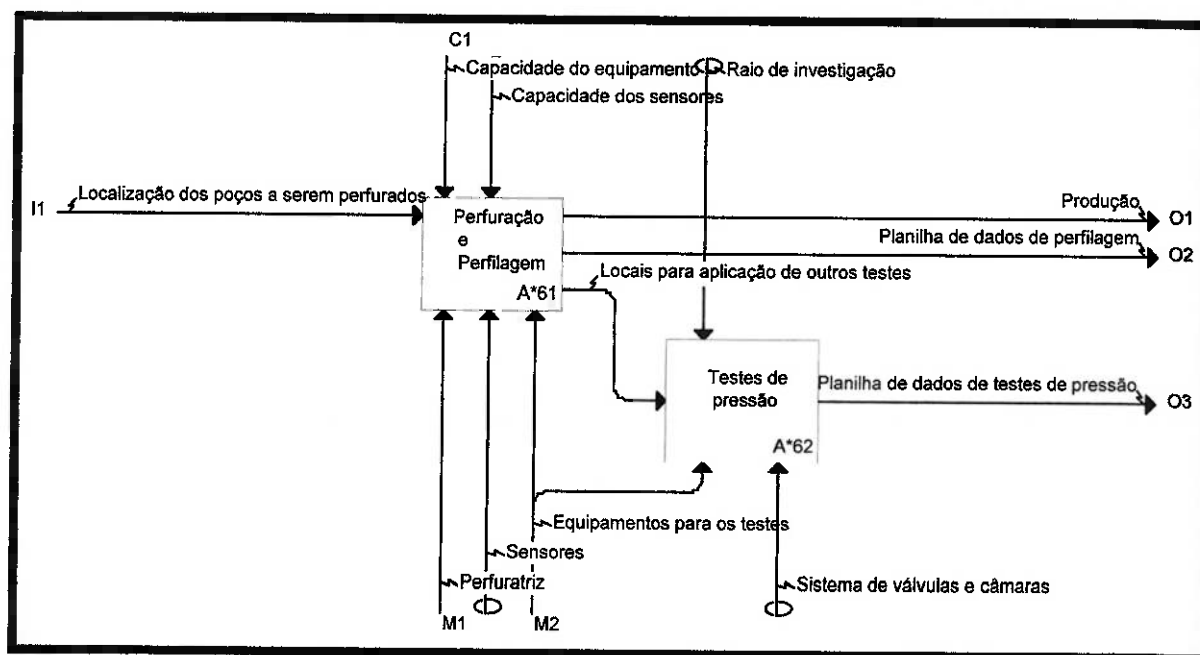 C1
Capacidade do equipamento
Raio de investigação
Capacidade dos sensores
Localização dos poços a serem perfurados
I1
Perfuração
e
Perfilagem
A*61
Produção
O1
Planilha de dados de perfilagem
O2
Locais para aplicação de outros testes
Testes de
pressão
A*62
Planilha de dados de testes de pressão
O3
Equipamentos para os testes
Sensores
Perfuratriz
Sistema de válvulas e câmaras
M1
M2